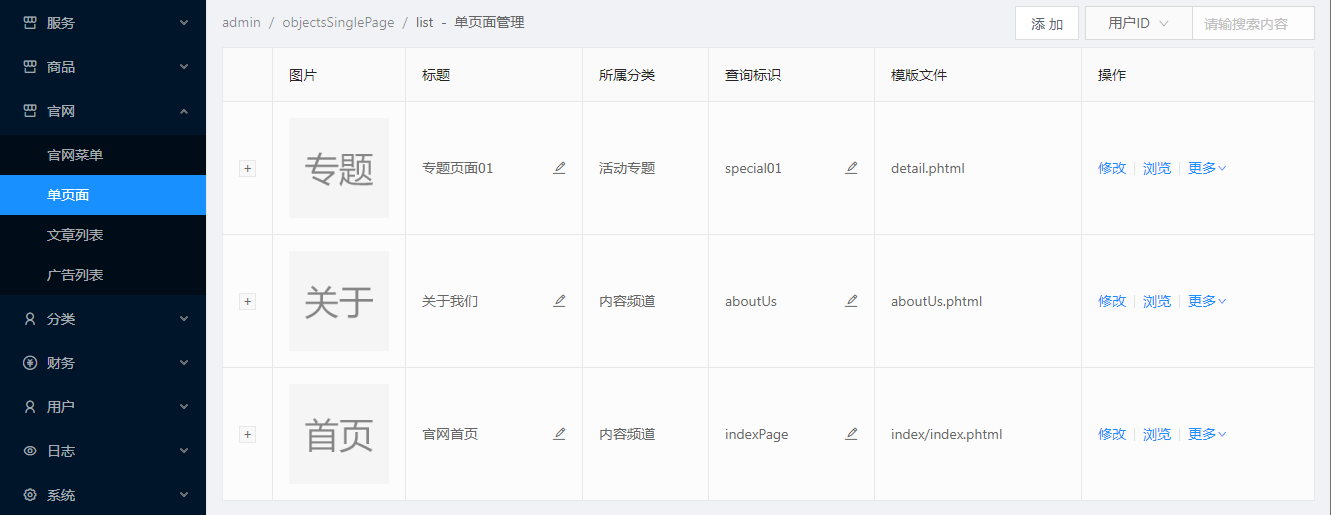 服务
商品
官网
官网菜单
单页面
文章列表
广告列表
分类
财务
用户
日志
系统
admin / objectsSinglePage / list - 单页面管理
添 加 用户ID 请输搜索内容
图片 标题 所属分类 查询标识 模版文件 操作
+ 专题 专题页面01 活动专题 special01 detail.phtml 修改 浏览 更多
+ 关于 关于我们 内容频道 aboutUs aboutUs.phtml 修改 浏览 更多
+ 首页 官网首页 内容频道 indexPage index/index.phtml 修改 浏览 更多